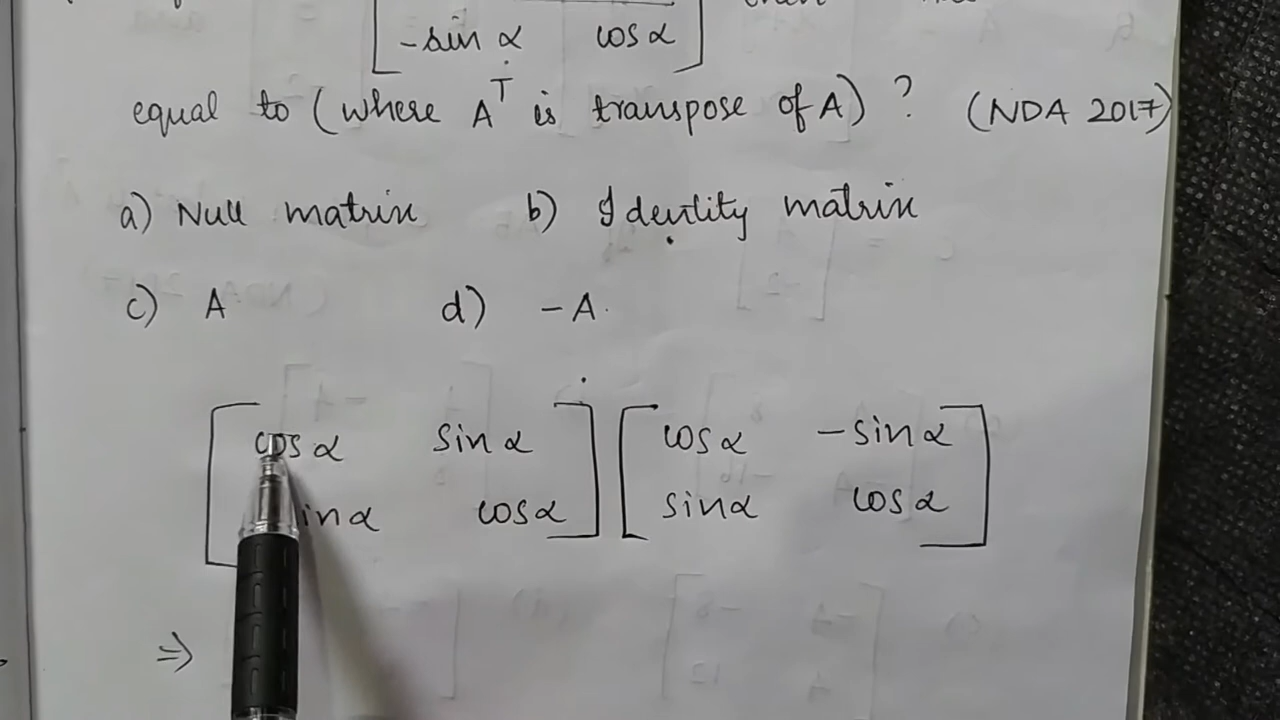 -sin α cos α
equal to (where Aᵀ is transpose of A) ? (NDA 2017)
a) Null matrix b) Identity matrix
c) A d) -A.
cos α sin α cos α -sin α
inα cos α sin α cos α
⇒